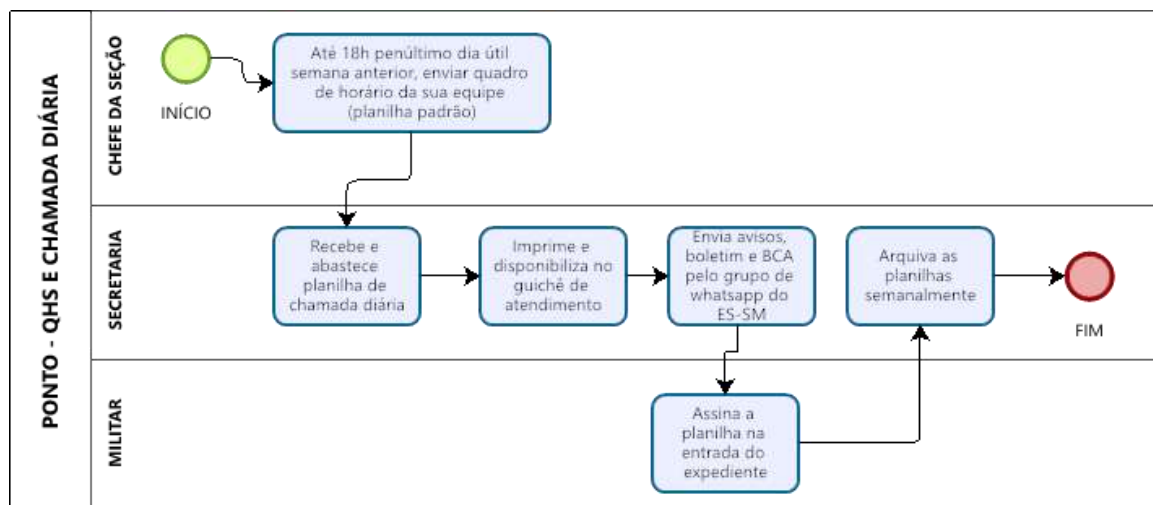 PONTO - QHS E CHAMADA DIÁRIA
CHEFE DA SEÇÃO
INÍCIO
Até 18h penúltimo dia útil
semana anterior, enviar quadro
de horário da sua equipe
(planilha padrão)
SECRETARIA
Recebe e
abastece
planilha de
chamada diária
Imprime e
disponibiliza no
guichê de
atendimento
Envia avisos,
boletim e BCA
pelo grupo de
whatsapp do
ES-SM
Arquiva as
planilhas
semanalmente
FIM
MILITAR
Assina a
planilha na
entrada do
expediente